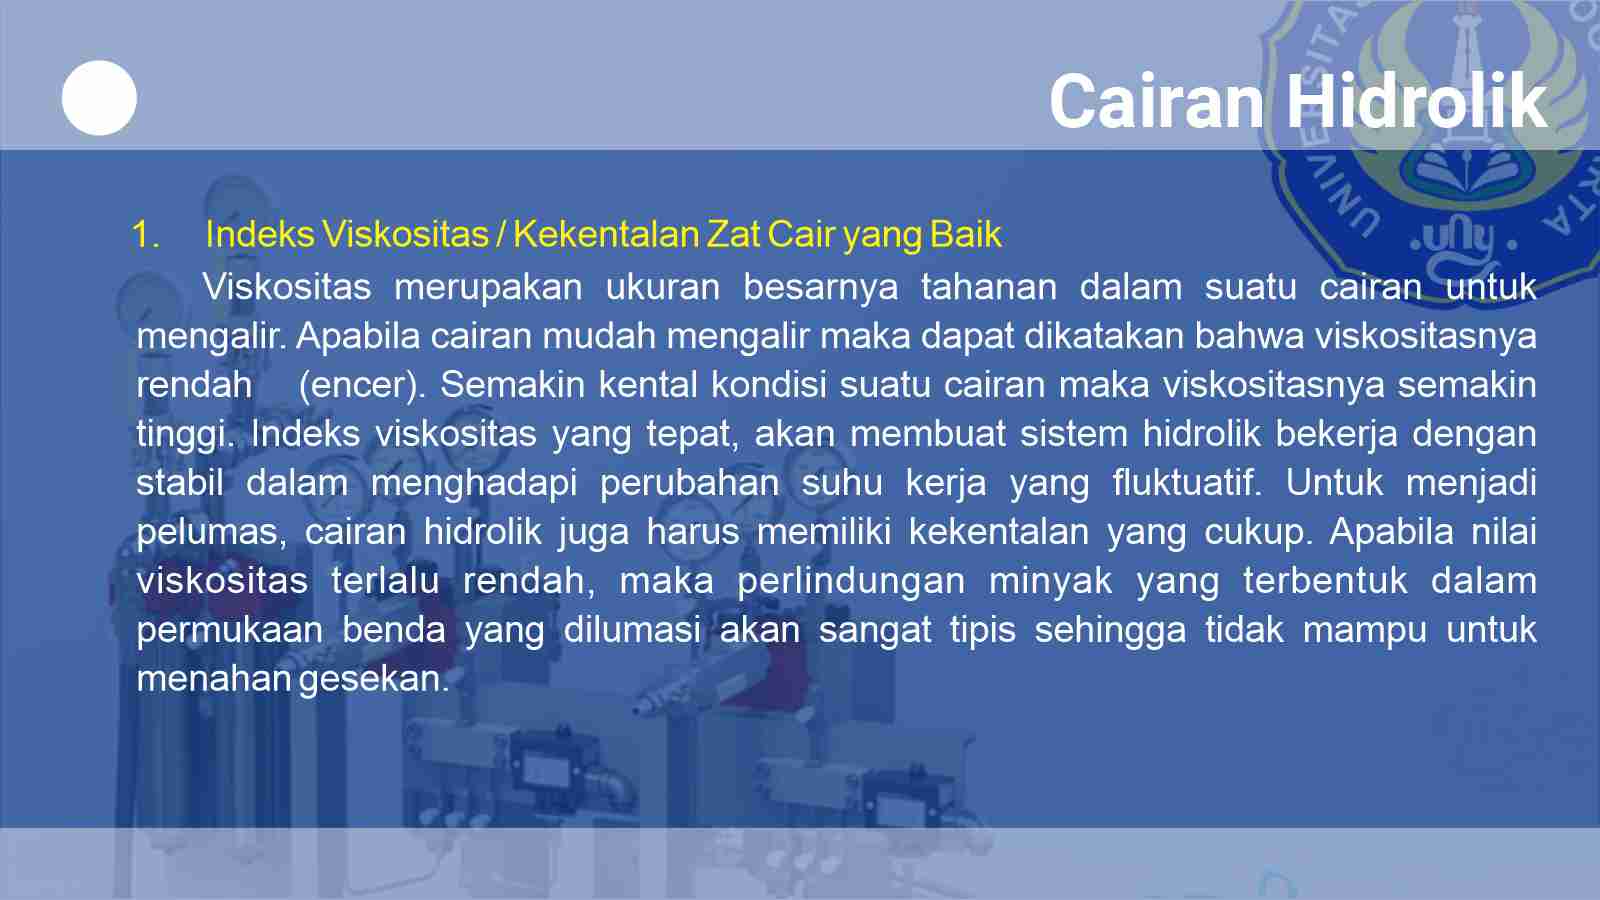 Cairan Hidrolik
1. Indeks Viskositas / Kekentalan Zat Cair yang Baik
Viskositas merupakan ukuran besarnya tahanan dalam suatu cairan untuk
mengalir. Apabila cairan mudah mengalir maka dapat dikatakan bahwa viskositasnya
rendah (encer). Semakin kental kondisi suatu cairan maka viskositasnya semakin
tinggi. Indeks viskositas yang tepat, akan membuat sistem hidrolik bekerja dengan
stabil dalam menghadapi perubahan suhu kerja yang fluktuatif. Untuk menjadi
pelumas, cairan hidrolik juga harus memiliki kekentalan yang cukup. Apabila nilai
viskositas terlalu rendah, maka perlindungan minyak yang terbentuk dalam
permukaan benda yang dilumasi akan sangat tipis sehingga tidak mampu untuk
menahan gesekan.
UNIVERSITAS
uny